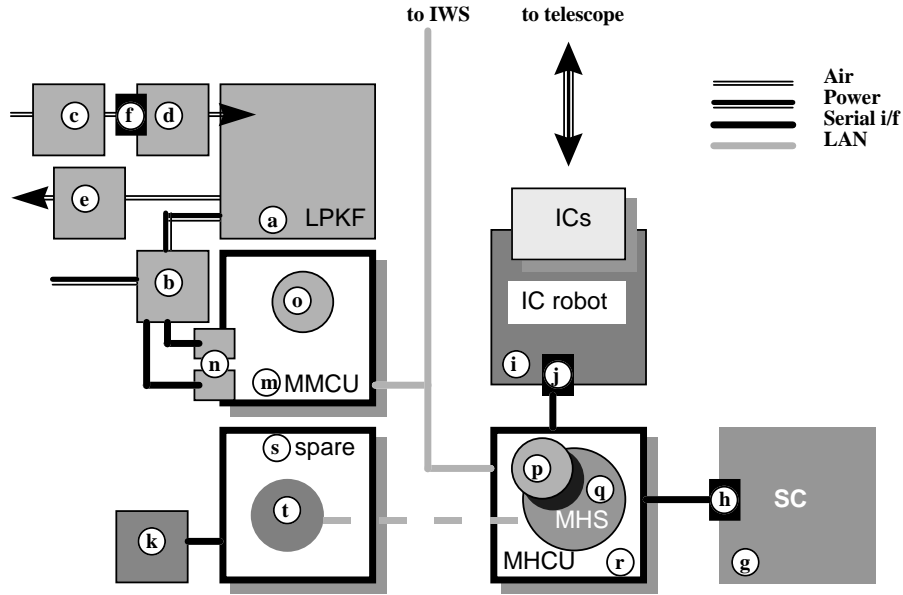 to IWS
to telescope
Air
Power
Serial i/f
LAN
c
f
d
e
a
LPKF
ICs
IC robot
b
o
n
m
MMCU
i
j
s
spare
t
k
p
q
MHS
MHCU
r
h
SC
g